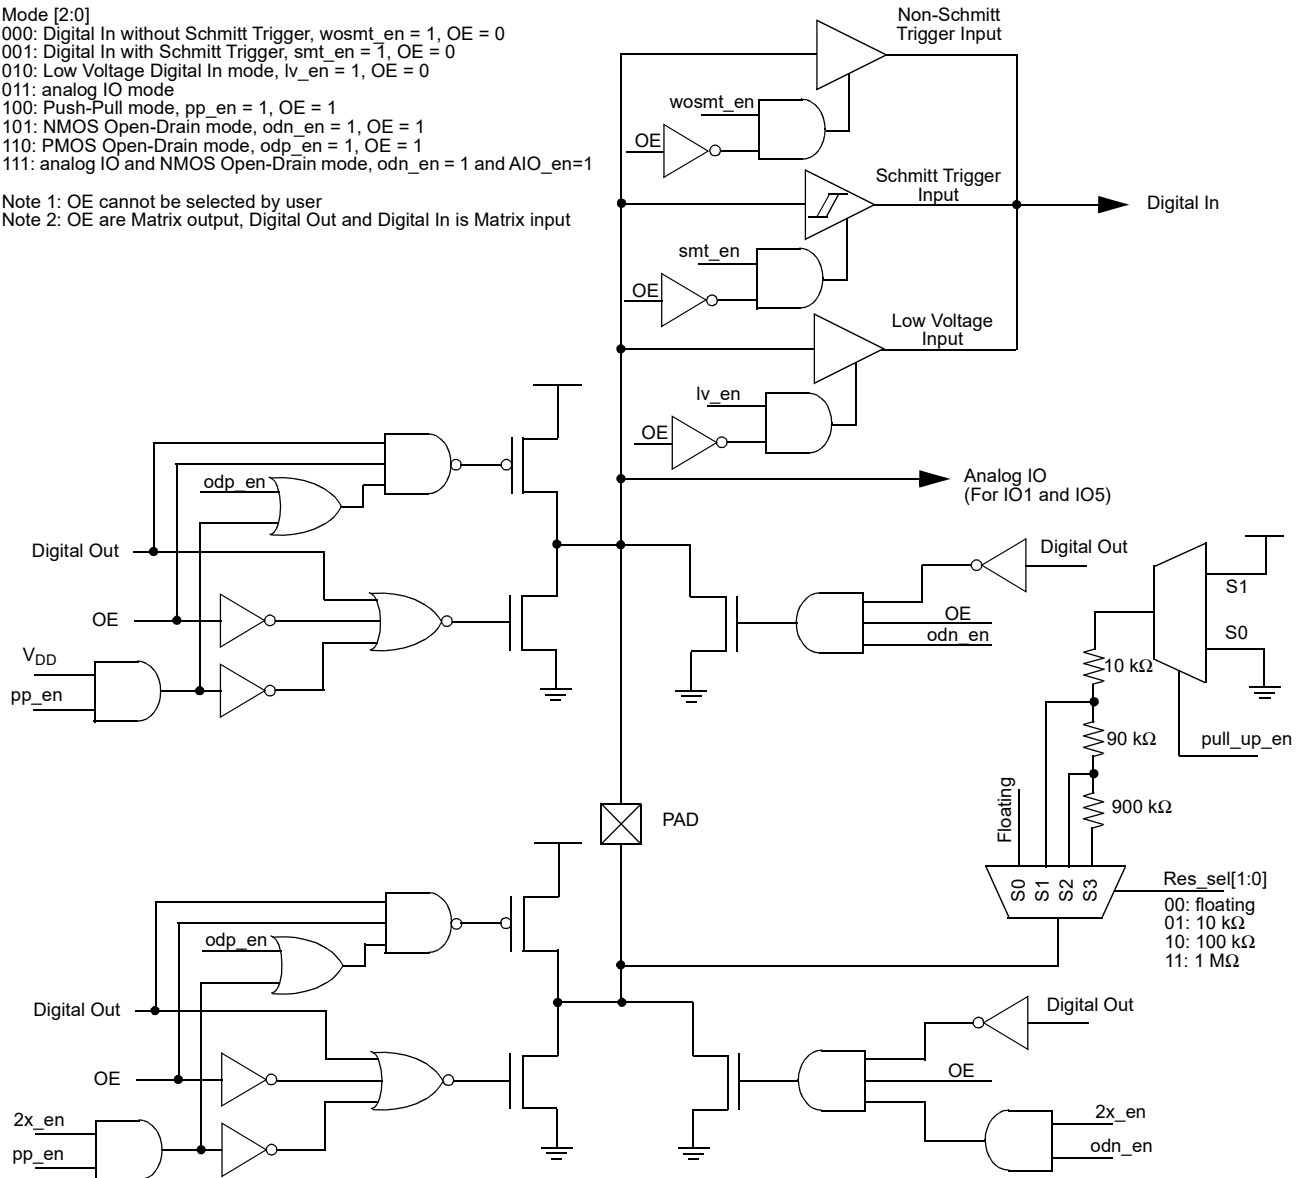 Mode [2:0]
000: Digital In without Schmitt Trigger, wosmt_en = 1, OE = 0
001: Digital In with Schmitt Trigger, smt_en = 1, OE = 0
010: Low Voltage Digital In mode, lv_en = 1, OE = 0
011: analog IO mode
100: Push-Pull mode, pp_en = 1, OE = 1
101: NMOS Open-Drain mode, odn_en = 1, OE = 1
110: PMOS Open-Drain mode, odp_en = 1, OE = 1
111: analog IO and NMOS Open-Drain mode, odn_en = 1 and AIO_en=1
Note 1: OE cannot be selected by user
Note 2: OE are Matrix output, Digital Out and Digital In is Matrix input
Non-Schmitt
Trigger Input
wosmt_en
OE
Schmitt Trigger
Input
Digital In
smt_en
OE
Low Voltage
Input
lv_en
OE
Analog IO
(For IO1 and IO5)
odp_en
Digital Out
OE
VDD
pp_en
Digital Out
OE
odn_en
S1
S0
pull_up_en
10 kΩ
90 kΩ
900 kΩ
Floating
S0
S1
S2
S3
Res_sel[1:0]
00: floating
01: 10 kΩ
10: 100 kΩ
11: 1 MΩ
PAD
odp_en
Digital Out
OE
2x_en
pp_en
Digital Out
OE
2x_en
odn_en